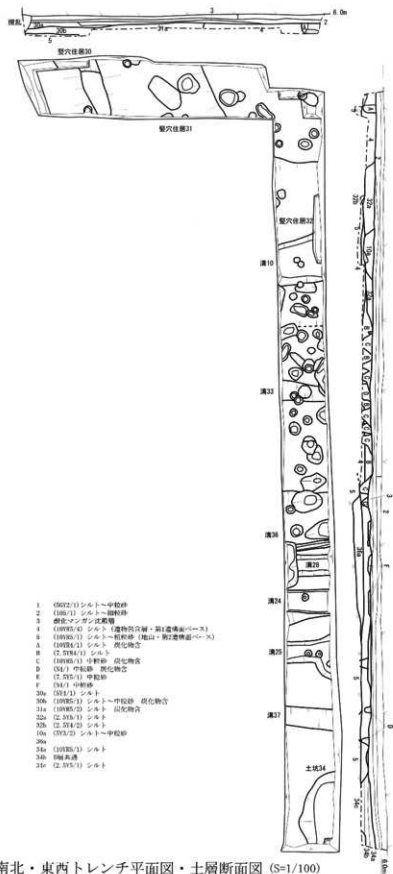 3
6.0m
撹乱
30a
30b
31a
4
2
5
竪穴住居30
竪穴住居31
竪穴住居32
溝10
溝33
溝36
溝28
溝24
溝25
溝37
土坑34
1 (5GY2/1) シルト～中粒砂
2 (10G/1) シルト～細粒砂
3 酸化マンガン沈殿層
4 (10YR5/4) シルト (遺物包含層・第1遺構面ベース)
5 (10YR6/1) シルト～粗粒砂 (地山・第2遺構面ベース)
A (10YR4/1) シルト 炭化物含
B (7.5YR4/1) シルト
C (10YR6/1) 中粒砂 炭化物含
D (N4/) 中粒砂 炭化物含
E (7.5Y5/1) 中粒砂
F (N4/) 中粒砂
30a (5Y4/1) シルト
30b (10YR5/1) シルト～中粒砂 炭化物含
31a (10YR5/2) シルト 炭化物含
32a (2.5Y6/1) シルト
32b (2.5Y4/2) シルト
10a (5Y3/2) シルト～中粒砂
36a
34a (10YR6/1) シルト
34b B層共通
34c (2.5Y5/1) シルト
南北・東西トレンチ平面図・土層断面図 (S=1/100)